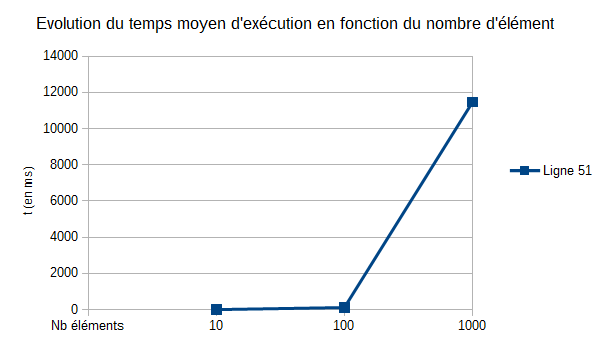 Evolution du temps moyen d'exécution en fonction du nombre d'élément
14000
12000
10000
8000
6000
4000
2000
0
t (en ms)
Ligne 51
Nb éléments 10 100 1000